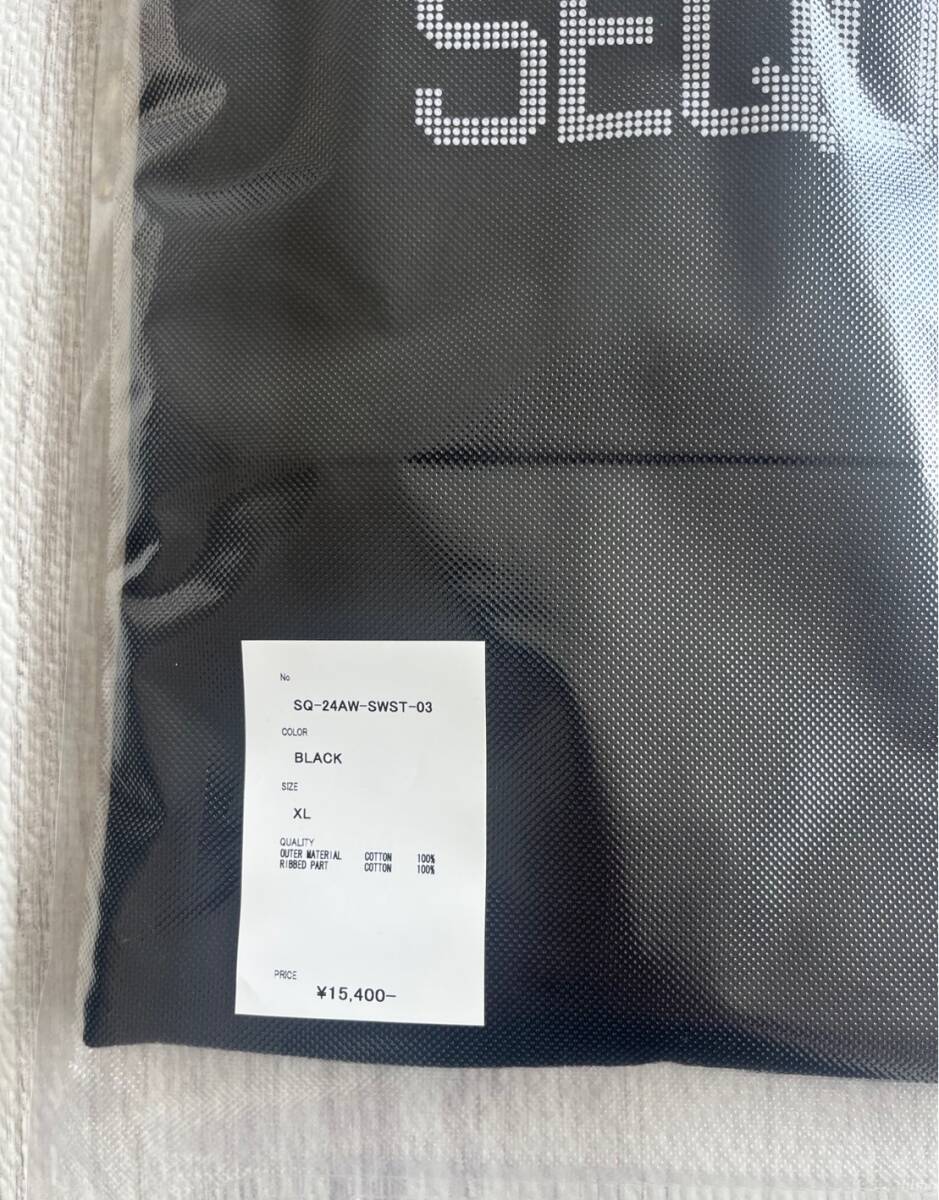 SEQU
No
SQ-24AW-SWST-03
COLOR
BLACK
SIZE
XL
QUALITY
OUTER MATERIAL COTTON 100%
RIBBED PART COTTON 100%
PRICE
¥15,400-